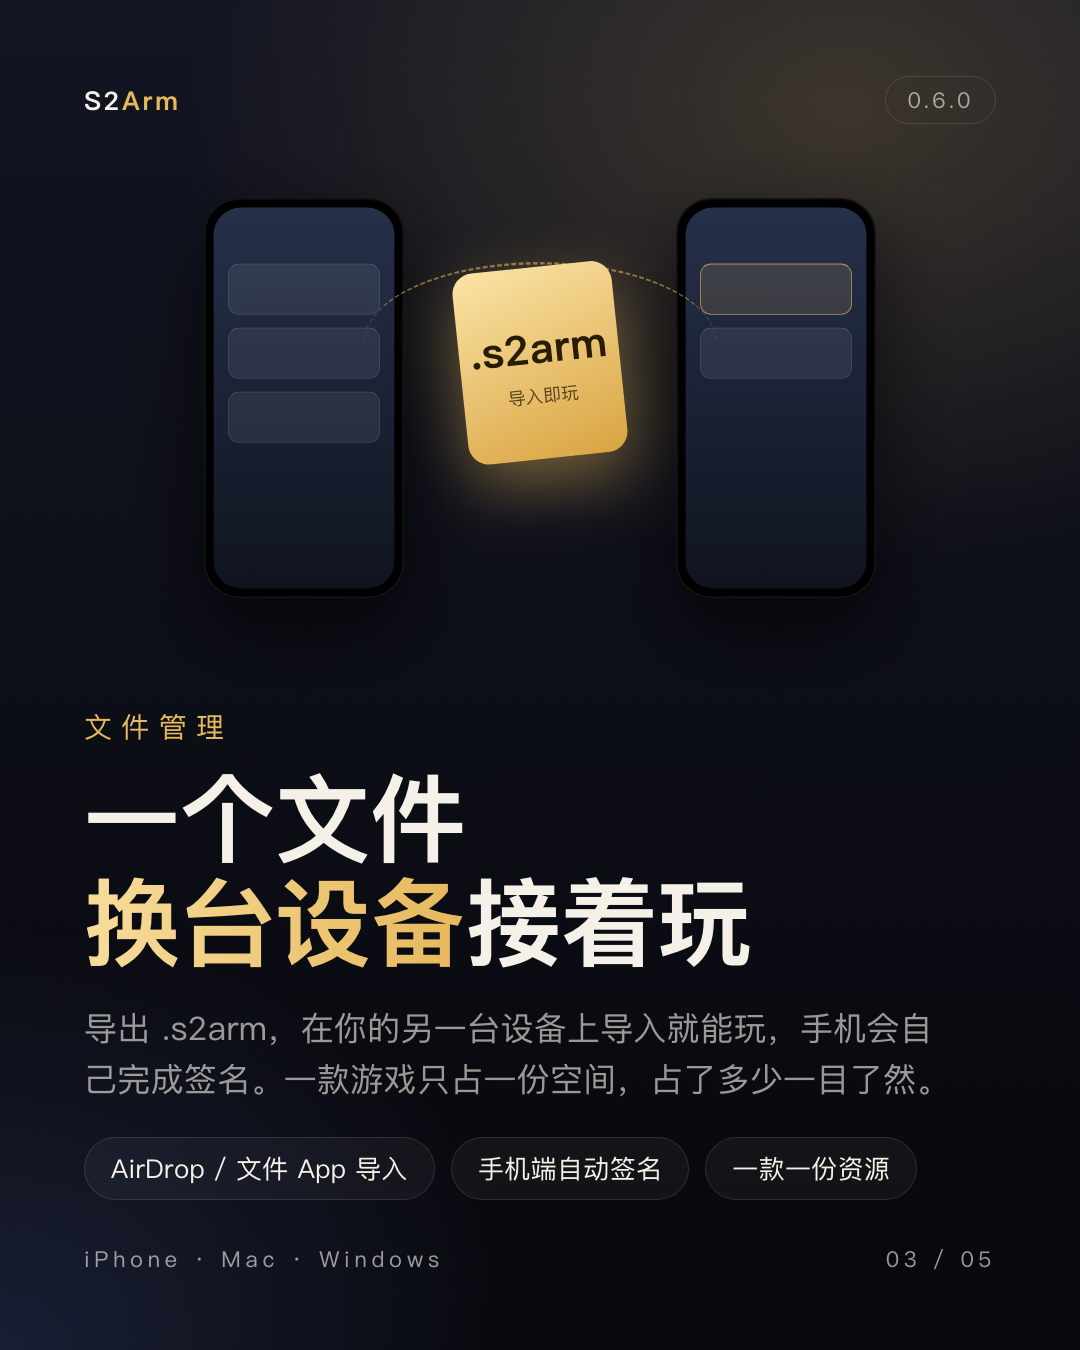 S2Arm
0.6.0
.s2arm
导入即玩
文件管理
一个文件
换台设备接着玩
导出 .s2arm，在你的另一台设备上导入就能玩，手机会自
己完成签名。一款游戏只占一份空间，占了多少一目了然。
AirDrop / 文件 App 导入
手机端自动签名
一款一份资源
iPhone · Mac · Windows
03 / 05